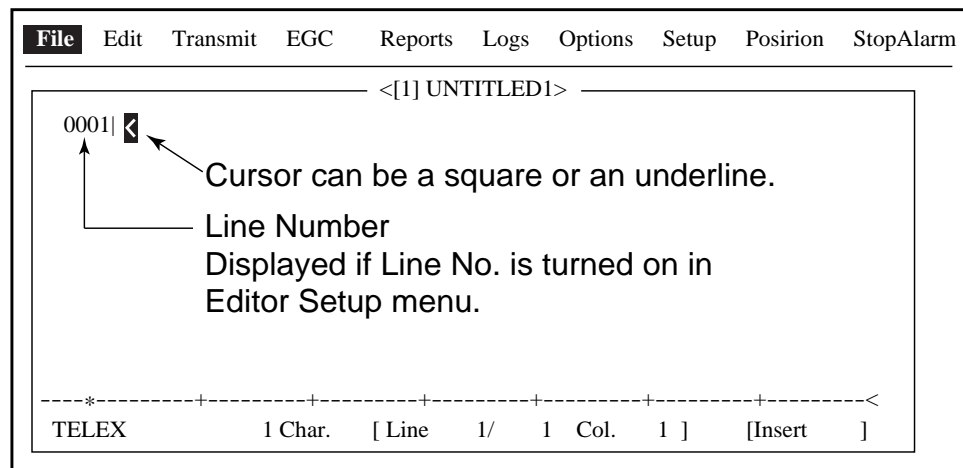 File Edit Transmit EGC Reports Logs Options Setup Posirion StopAlarm
<[1] UNTITLED1>
0001| <
Cursor can be a square or an underline.
Line Number
Displayed if Line No. is turned on in
Editor Setup menu.
----*---------+---------+---------+---------+---------+---------+---------<
TELEX 1 Char. [ Line 1/ 1 Col. 1 ] [Insert ]